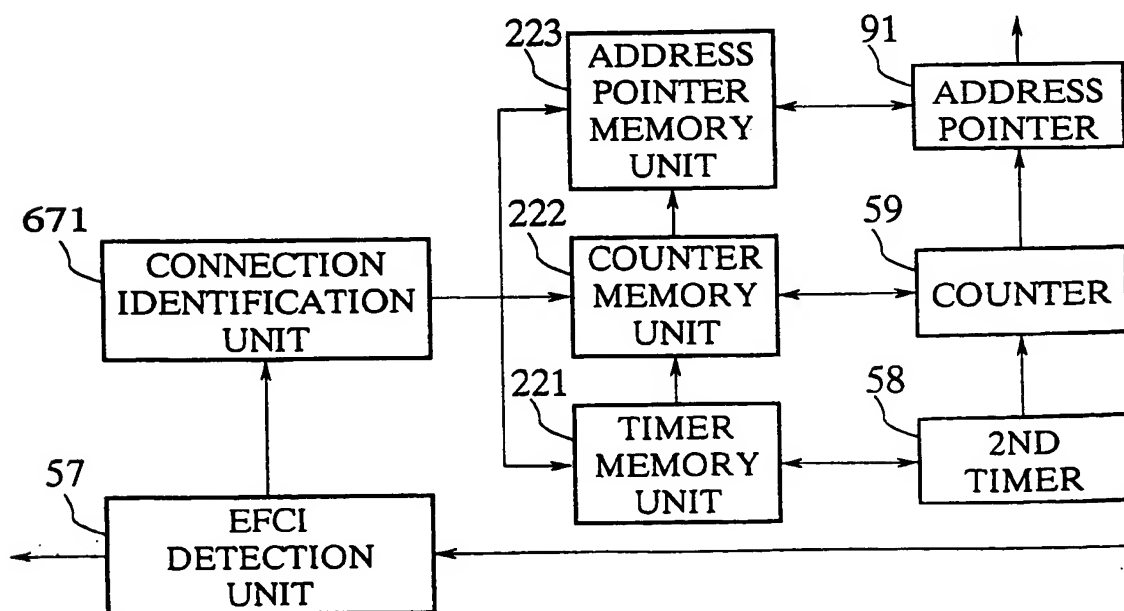 223
ADDRESS
POINTER
MEMORY
UNIT
91
ADDRESS
POINTER
671
CONNECTION
IDENTIFICATION
UNIT
222
COUNTER
MEMORY
UNIT
59
COUNTER
221
TIMER
MEMORY
UNIT
58
2ND
TIMER
57
EFCI
DETECTION
UNIT